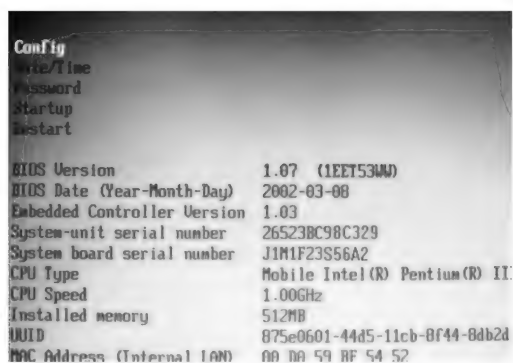 Config
Date/Time
Password
Startup
Restart
BIOS Version 1.07 (1EET53WW)
BIOS Date (Year-Month-Day) 2002-03-08
Embedded Controller Version 1.03
System-unit serial number 26523BC98C329
System board serial number J1M1F23S56A2
CPU Type Mobile Intel(R) Pentium(R) III
CPU Speed 1.00GHz
Installed memory 512MB
UUID 875e0601-44d5-11cb-8f44-8db2d
MAC Address (Internal LAN) 00 D0 59 BF 54 52